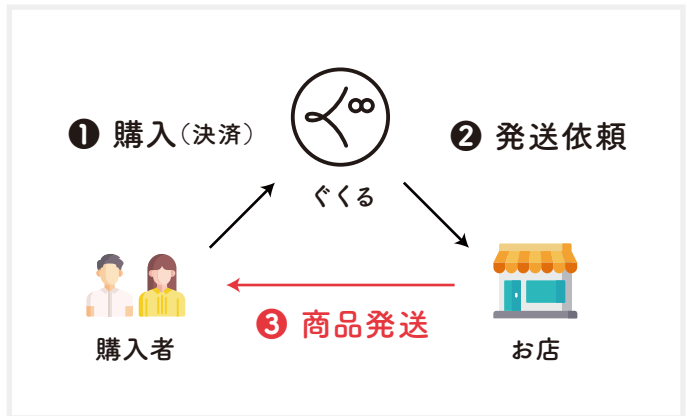 ❶ 購入(決済)
❷ 発送依頼
ぐくる
❸ 商品発送
購入者
お店